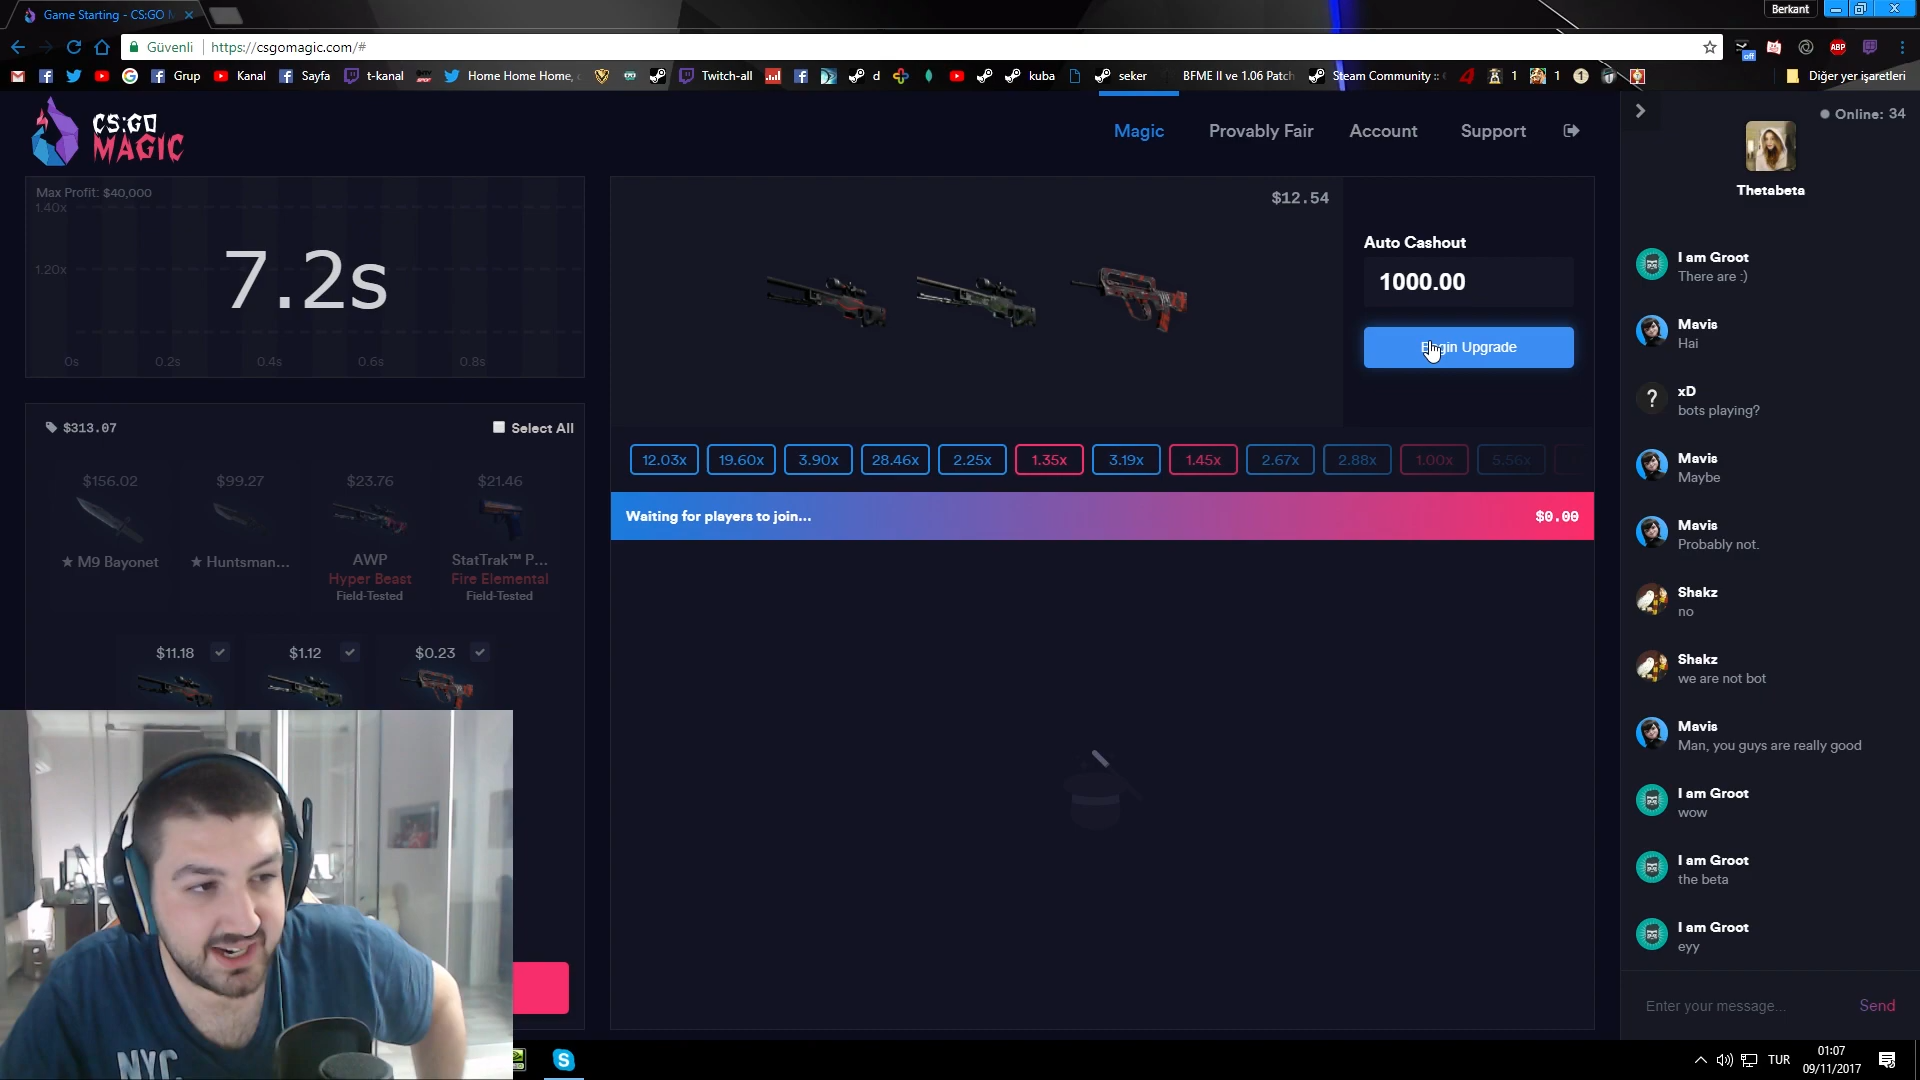 Game Starting - CS:GO
Berkant
Güvenli
https://csgomagic.com/#
ABP
off
Grup
Kanal
Sayfa
t-kanal
Home Home Home,
Twitch-all
d
kuba
seker
BFME II ve 1.06 Patch
Steam Community ::
1
1
Diğer yer işaretleri
CS:GO
MAGIC
Magic
Provably Fair
Account
Support
Online: 34
Thetabeta
Max Profit: $40,000
1.40x
1.20x
7.2s
0s
0.2s
0.4s
0.6s
0.8s
$12.54
Auto Cashout
1000.00
Begin Upgrade
$313.07
Select All
$156.02
★ M9 Bayonet
$99.27
★ Huntsman...
$23.76
AWP
Hyper Beast
Field-Tested
$21.46
StatTrak™ P...
Fire Elemental
Field-Tested
$11.18
$1.12
$0.23
12.03x
19.60x
3.90x
28.46x
2.25x
1.35x
3.19x
1.45x
2.67x
2.88x
1.00x
5.56x
Waiting for players to join...
$0.00
I am Groot
There are :)
Mavis
Hai
?
xD
bots playing?
Mavis
Maybe
Mavis
Probably not.
Shakz
no
Shakz
we are not bot
Mavis
Man, you guys are really good
I am Groot
wow
I am Groot
the beta
I am Groot
eyy
Enter your message...
Send
NYC
TUR
01:07
09/11/2017